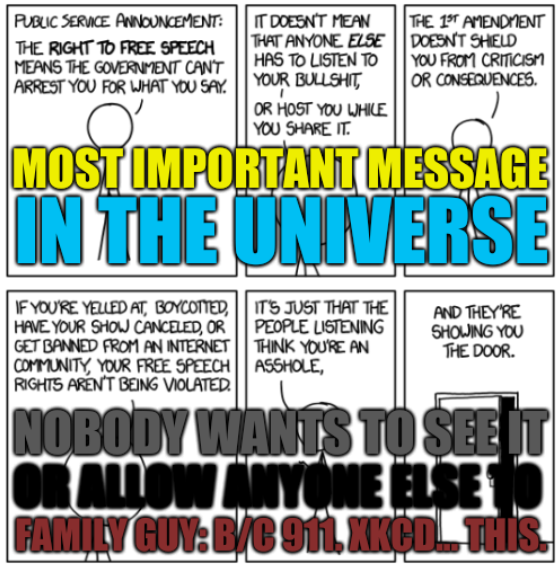 PUBLIC SERVICE ANNOUNCEMENT:
THE RIGHT TO FREE SPEECH
MEANS THE GOVERNMENT CAN'T
ARREST YOU FOR WHAT YOU SAY.
IT DOESN'T MEAN
THAT ANYONE ELSE
HAS TO LISTEN TO
YOUR BULLSHIT,
OR HOST YOU WHILE
YOU SHARE IT.
THE 1ST AMENDMENT
DOESN'T SHIELD
YOU FROM CRITICISM
OR CONSEQUENCES.
MOST IMPORTANT MESSAGE
IN THE UNIVERSE
IF YOU'RE YELLED AT, BOYCOTTED,
HAVE YOUR SHOW CANCELED, OR
GET BANNED FROM AN INTERNET
COMMUNITY, YOUR FREE SPEECH
RIGHTS AREN'T BEING VIOLATED.
IT'S JUST THAT THE
PEOPLE LISTENING
THINK YOU'RE AN
ASSHOLE,
AND THEY'RE
SHOWING YOU
THE DOOR.
NOBODY WANTS TO SEE IT
OR ALLOW ANYONE ELSE TO
FAMILY GUY: B/C 911. XKCD... THIS.